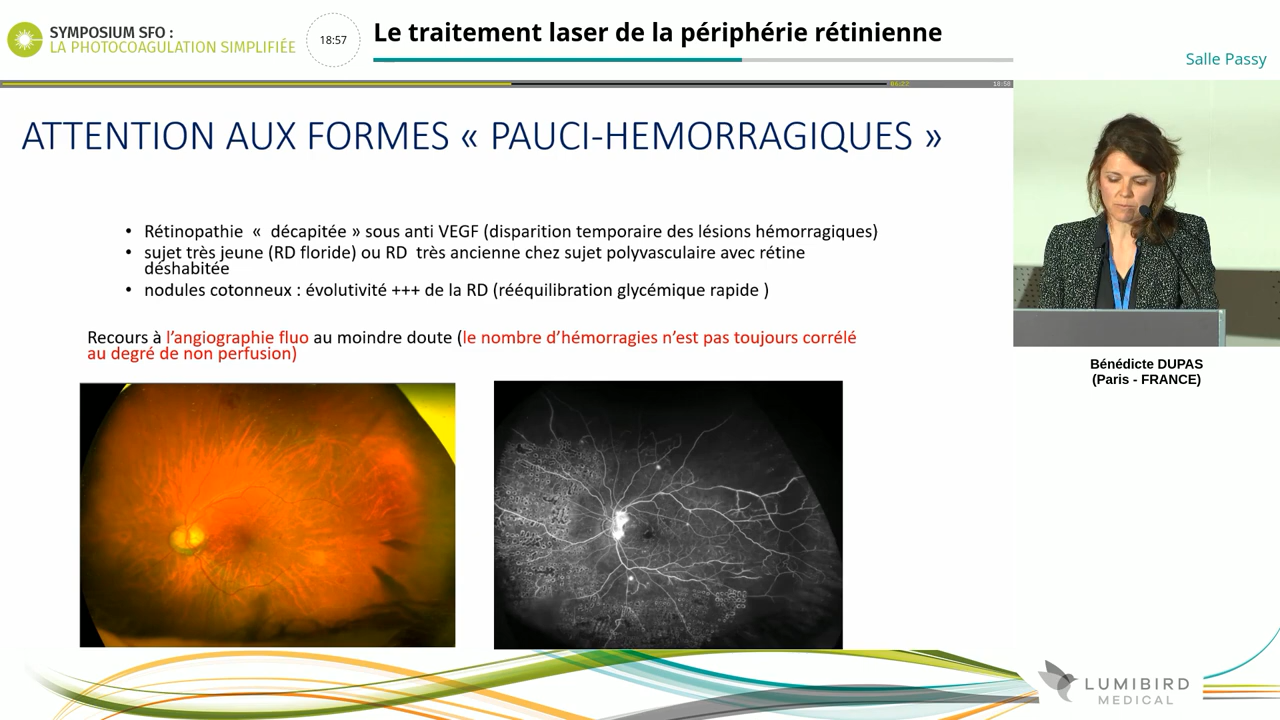 SYMPOSIUM SFO :
LA PHOTOCOAGULATION SIMPLIFIÉE
18:57
Le traitement laser de la périphérie rétinienne
Salle Passy
06:22
18:50
ATTENTION AUX FORMES « PAUCI-HEMORRAGIQUES »
• Rétinopathie « décapitée » sous anti VEGF (disparition temporaire des lésions hémorragiques)
• sujet très jeune (RD floride) ou RD très ancienne chez sujet polyvasculaire avec rétine
déshabitée
• nodules cotonneux : évolutivité +++ de la RD (rééquilibration glycémique rapide )
Recours à l’angiographie fluo au moindre doute (le nombre d’hémorragies n’est pas toujours corrélé
au degré de non perfusion)
Bénédicte DUPAS
(Paris - FRANCE)
LUMIBIRD
MEDICAL